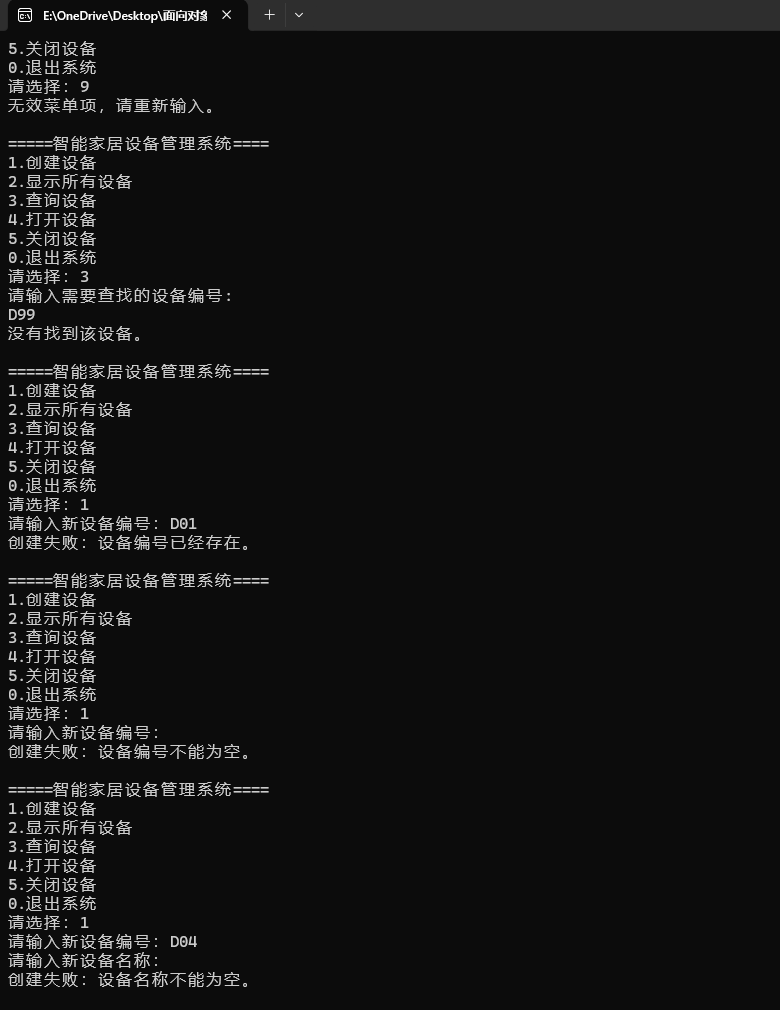 E:\OneDrive\Desktop\面向对象
5.关闭设备
0.退出系统
请选择: 9
无效菜单项，请重新输入。
=====智能家居设备管理系统====
1.创建设备
2.显示所有设备
3.查询设备
4.打开设备
5.关闭设备
0.退出系统
请选择: 3
请输入需要查找的设备编号:
D99
没有找到该设备。
=====智能家居设备管理系统====
1.创建设备
2.显示所有设备
3.查询设备
4.打开设备
5.关闭设备
0.退出系统
请选择: 1
请输入新设备编号: D01
创建失败: 设备编号已经存在。
=====智能家居设备管理系统====
1.创建设备
2.显示所有设备
3.查询设备
4.打开设备
5.关闭设备
0.退出系统
请选择: 1
请输入新设备编号:
创建失败: 设备编号不能为空。
=====智能家居设备管理系统====
1.创建设备
2.显示所有设备
3.查询设备
4.打开设备
5.关闭设备
0.退出系统
请选择: 1
请输入新设备编号: D04
请输入新设备名称:
创建失败: 设备名称不能为空。